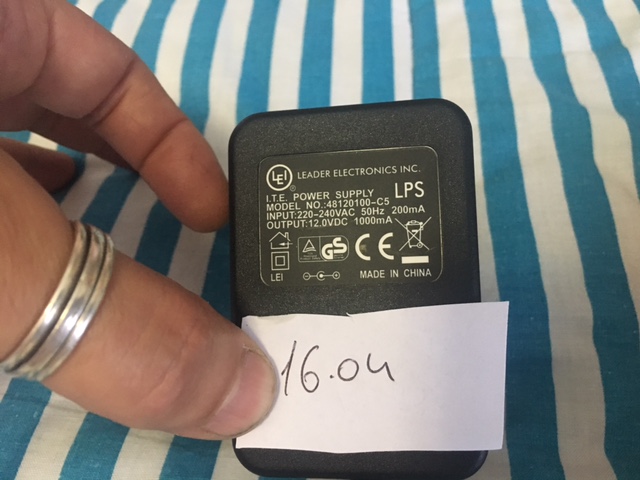 LEI
LEADER ELECTRONICS INC.
I.T.E. POWER SUPPLY LPS
MODEL NO.:48120100-C5
INPUT:220-240VAC 50Hz 200mA
OUTPUT:12.0VDC 1000mA
GS CE
LEI MADE IN CHINA
16.04